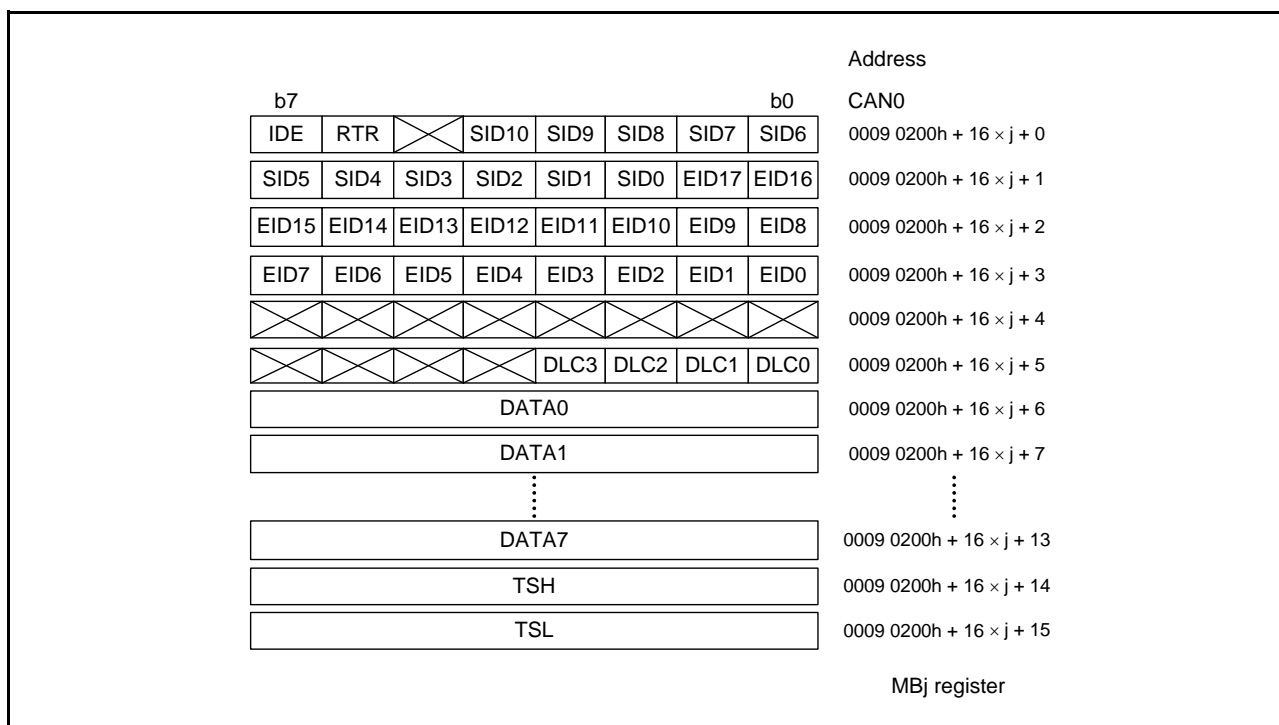 Address
b7 b0 CAN0
IDE RTR SID10 SID9 SID8 SID7 SID6 0009 0200h + 16 × j + 0
SID5 SID4 SID3 SID2 SID1 SID0 EID17 EID16 0009 0200h + 16 × j + 1
EID15 EID14 EID13 EID12 EID11 EID10 EID9 EID8 0009 0200h + 16 × j + 2
EID7 EID6 EID5 EID4 EID3 EID2 EID1 EID0 0009 0200h + 16 × j + 3
0009 0200h + 16 × j + 4
DLC3 DLC2 DLC1 DLC0 0009 0200h + 16 × j + 5
DATA0 0009 0200h + 16 × j + 6
DATA1 0009 0200h + 16 × j + 7
DATA7 0009 0200h + 16 × j + 13
TSH 0009 0200h + 16 × j + 14
TSL 0009 0200h + 16 × j + 15
MBj register